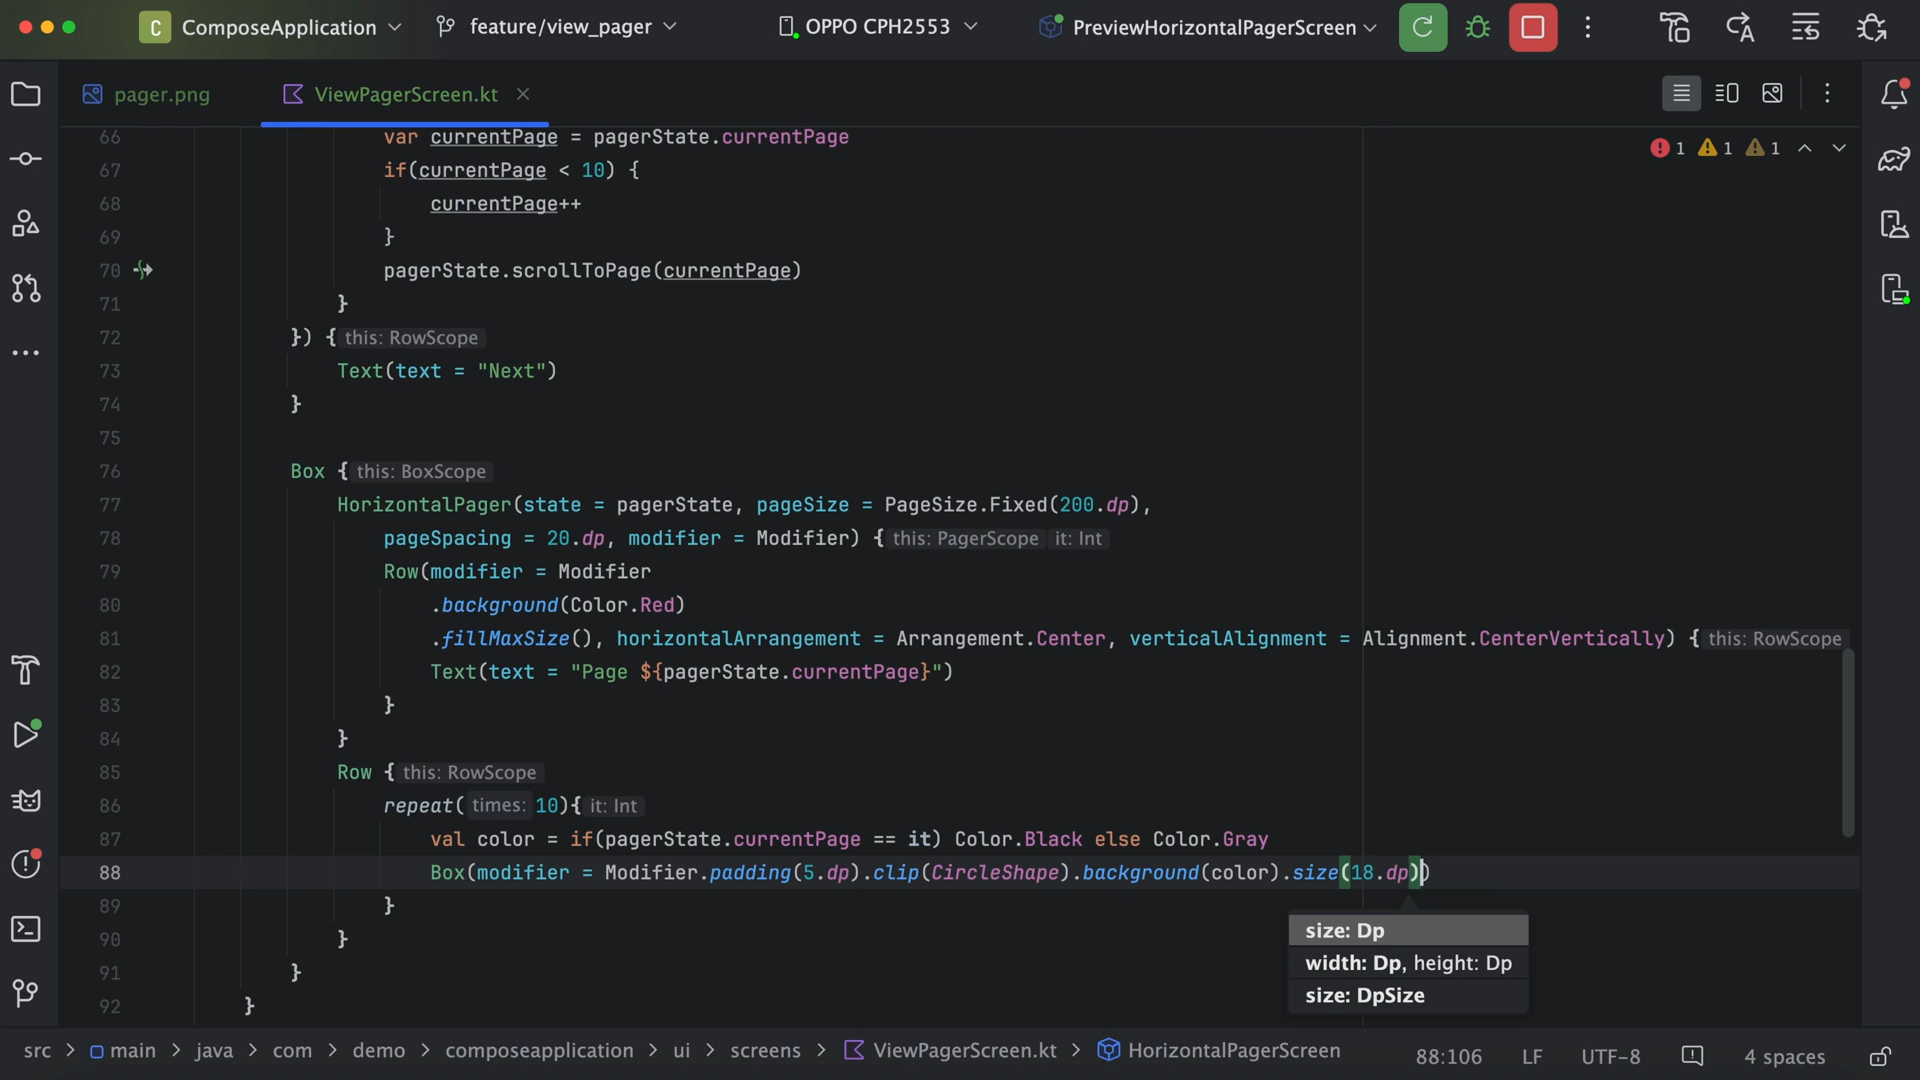 C ComposeApplication feature/view_pager OPPO CPH2553 PreviewHorizontalPagerScreen
pager.png ViewPagerScreen.kt
1 1 1
66 var currentPage = pagerState.currentPage
67 if(currentPage < 10) {
68 currentPage++
69 }
70 pagerState.scrollToPage(currentPage)
71 }
72 }) { this: RowScope
73 Text(text = "Next")
74 }
75
76 Box { this: BoxScope
77 HorizontalPager(state = pagerState, pageSize = PageSize.Fixed(200.dp),
78 pageSpacing = 20.dp, modifier = Modifier) { this: PagerScope it: Int
79 Row(modifier = Modifier
80 .background(Color.Red)
81 .fillMaxSize(), horizontalArrangement = Arrangement.Center, verticalAlignment = Alignment.CenterVertically) { this: RowScope
82 Text(text = "Page ${pagerState.currentPage}")
83 }
84 }
85 Row { this: RowScope
86 repeat( times: 10){ it: Int
87 val color = if(pagerState.currentPage == it) Color.Black else Color.Gray
88 Box(modifier = Modifier.padding(5.dp).clip(CircleShape).background(color).size(18.dp))
89 }
90 }
91 }
92 }
size: Dp
width: Dp, height: Dp
size: DpSize
src > main > java > com > demo > composeapplication > ui > screens > ViewPagerScreen.kt > HorizontalPagerScreen 88:106 LF UTF-8 4 spaces